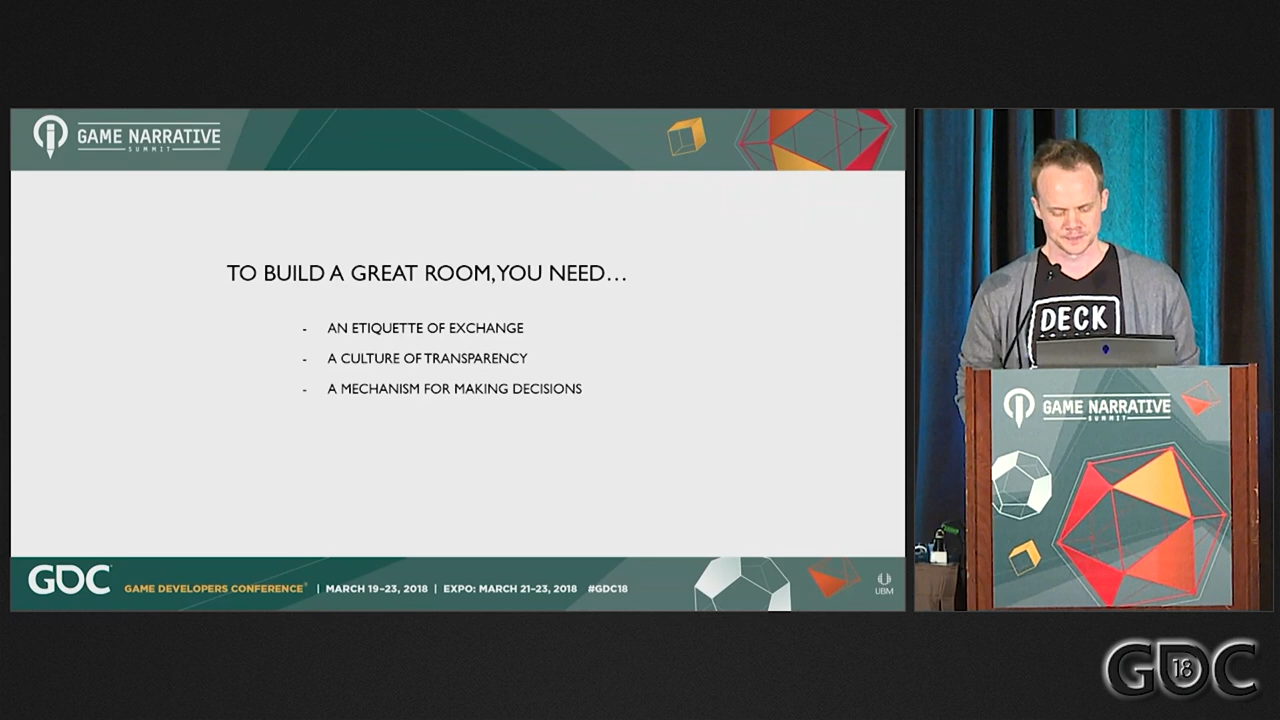 GAME NARRATIVE
SUMMIT
TO BUILD A GREAT ROOM, YOU NEED...
- AN ETIQUETTE OF EXCHANGE
- A CULTURE OF TRANSPARENCY
- A MECHANISM FOR MAKING DECISIONS
GDC
GAME DEVELOPERS CONFERENCE® | MARCH 19–23, 2018 | EXPO: MARCH 21–23, 2018 #GDC18
UBM
DECK
GAME NARRATIVE
SUMMIT
GDC 18